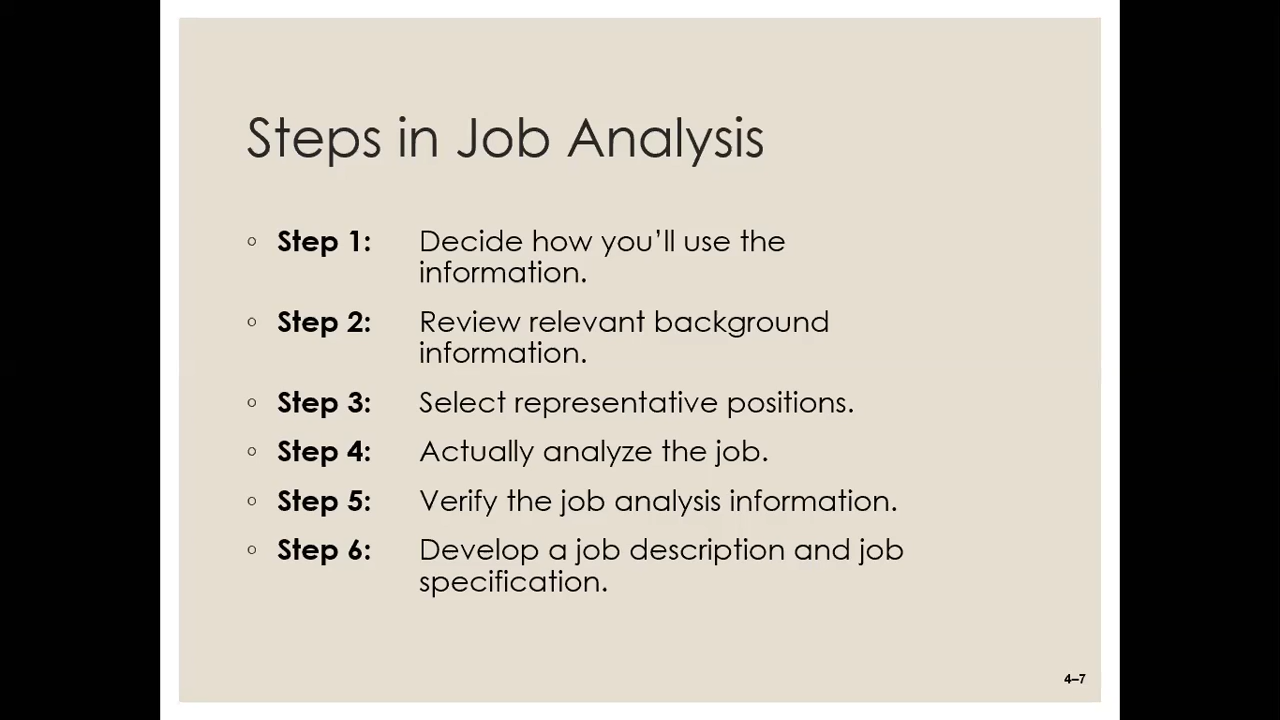 Steps in Job Analysis
◦ Step 1: Decide how you’ll use the
information.
◦ Step 2: Review relevant background
information.
◦ Step 3: Select representative positions.
◦ Step 4: Actually analyze the job.
◦ Step 5: Verify the job analysis information.
◦ Step 6: Develop a job description and job
specification.
4–7